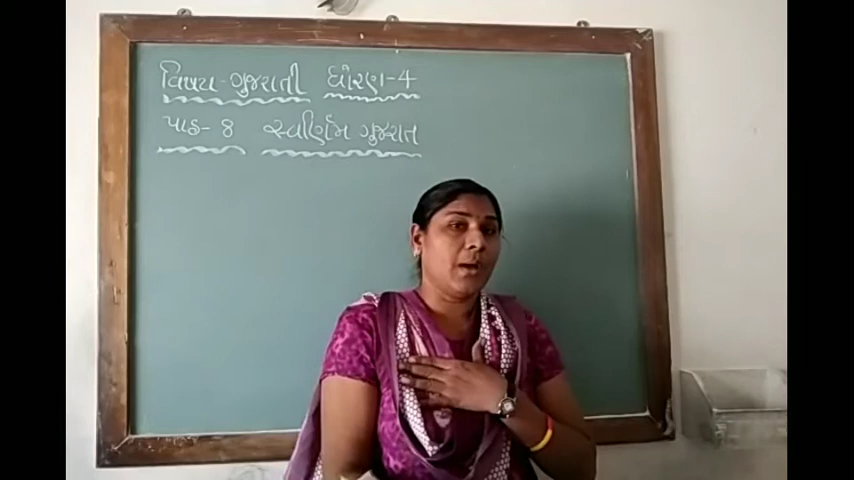 વિષય - ગુજરાતી ધોરણ - 4
પાઠ - 8 સ્વર્ણિમ ગુજરાત